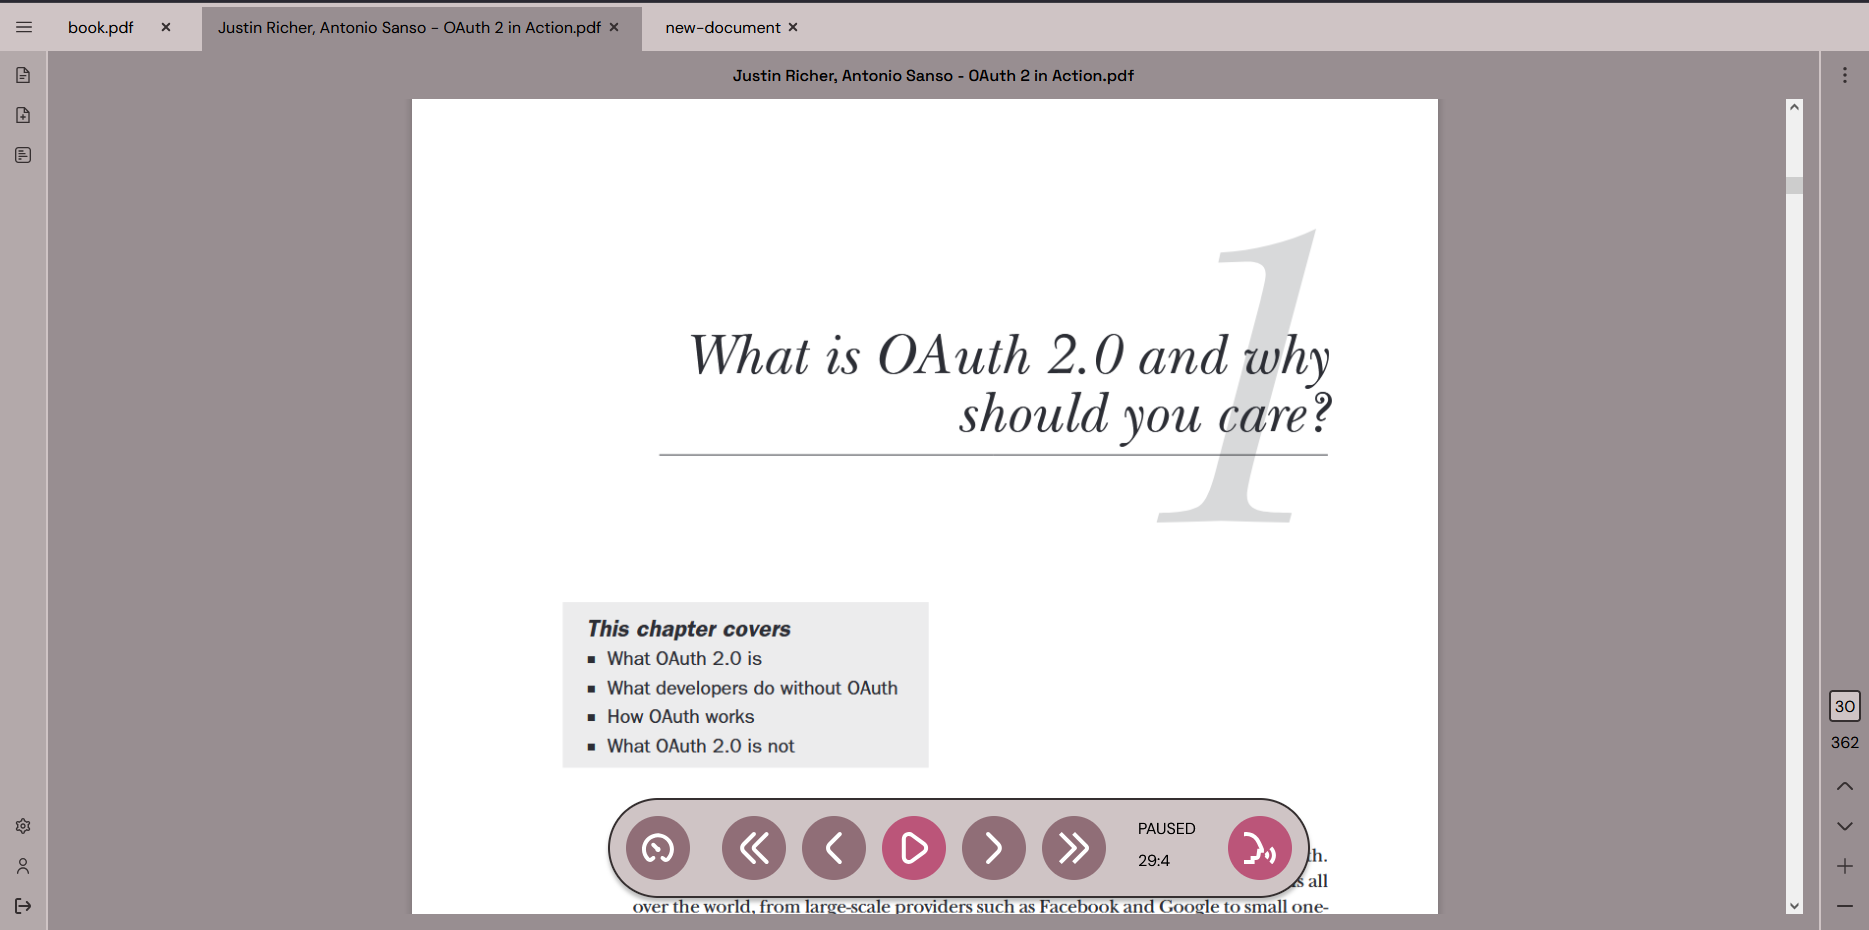 book.pdf
Justin Richer, Antonio Sanso - OAuth 2 in Action.pdf
new-document
Justin Richer, Antonio Sanso - OAuth 2 in Action.pdf
1
What is OAuth 2.0 and why
should you care?
This chapter covers
■ What OAuth 2.0 is
■ What developers do without OAuth
■ How OAuth works
■ What OAuth 2.0 is not
PAUSED
29:4
all
over the world, from large-scale providers such as Facebook and Google to small one-
30
362